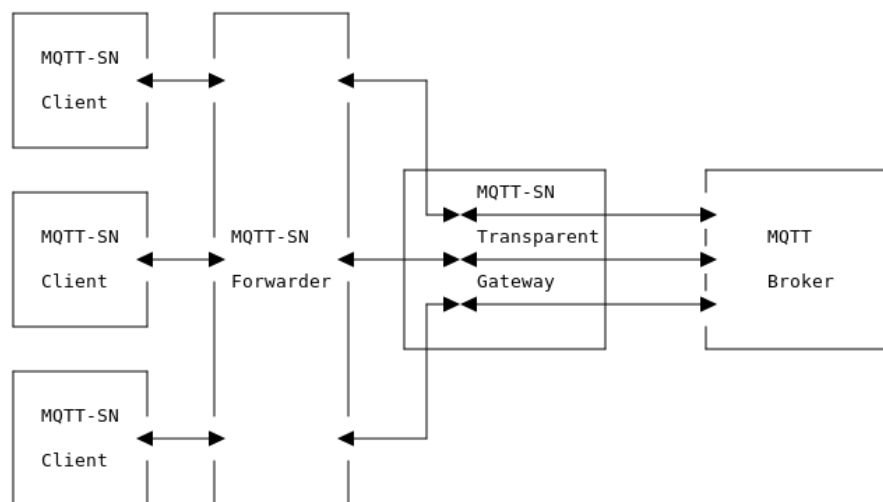 MQTT-SN
Client
MQTT-SN
Client
MQTT-SN
Client
MQTT-SN
Forwarder
MQTT-SN
Transparent
Gateway
MQTT
Broker